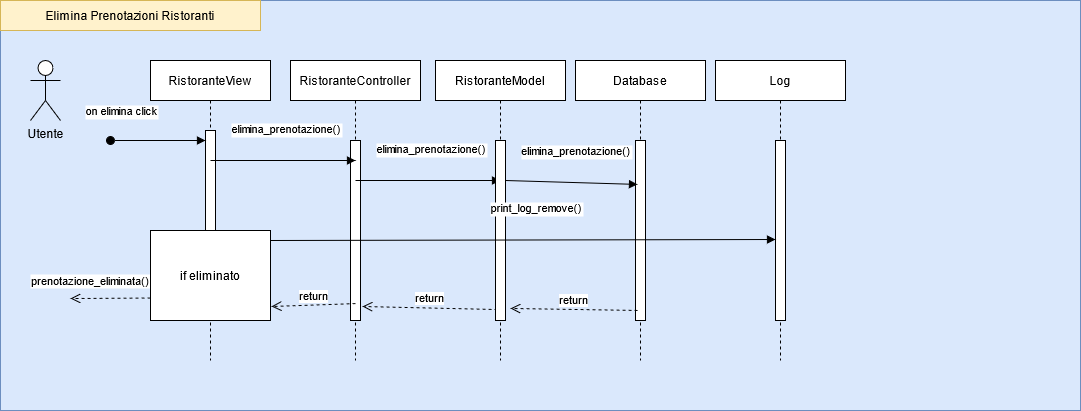 Elimina Prenotazioni Ristoranti
RistoranteView
RistoranteController
RistoranteModel
Database
Log
Utente
on elimina click
elimina_prenotazione()
elimina_prenotazione()
elimina_prenotazione()
print_log_remove()
if eliminato
prenotazione_eliminata()
return
return
return